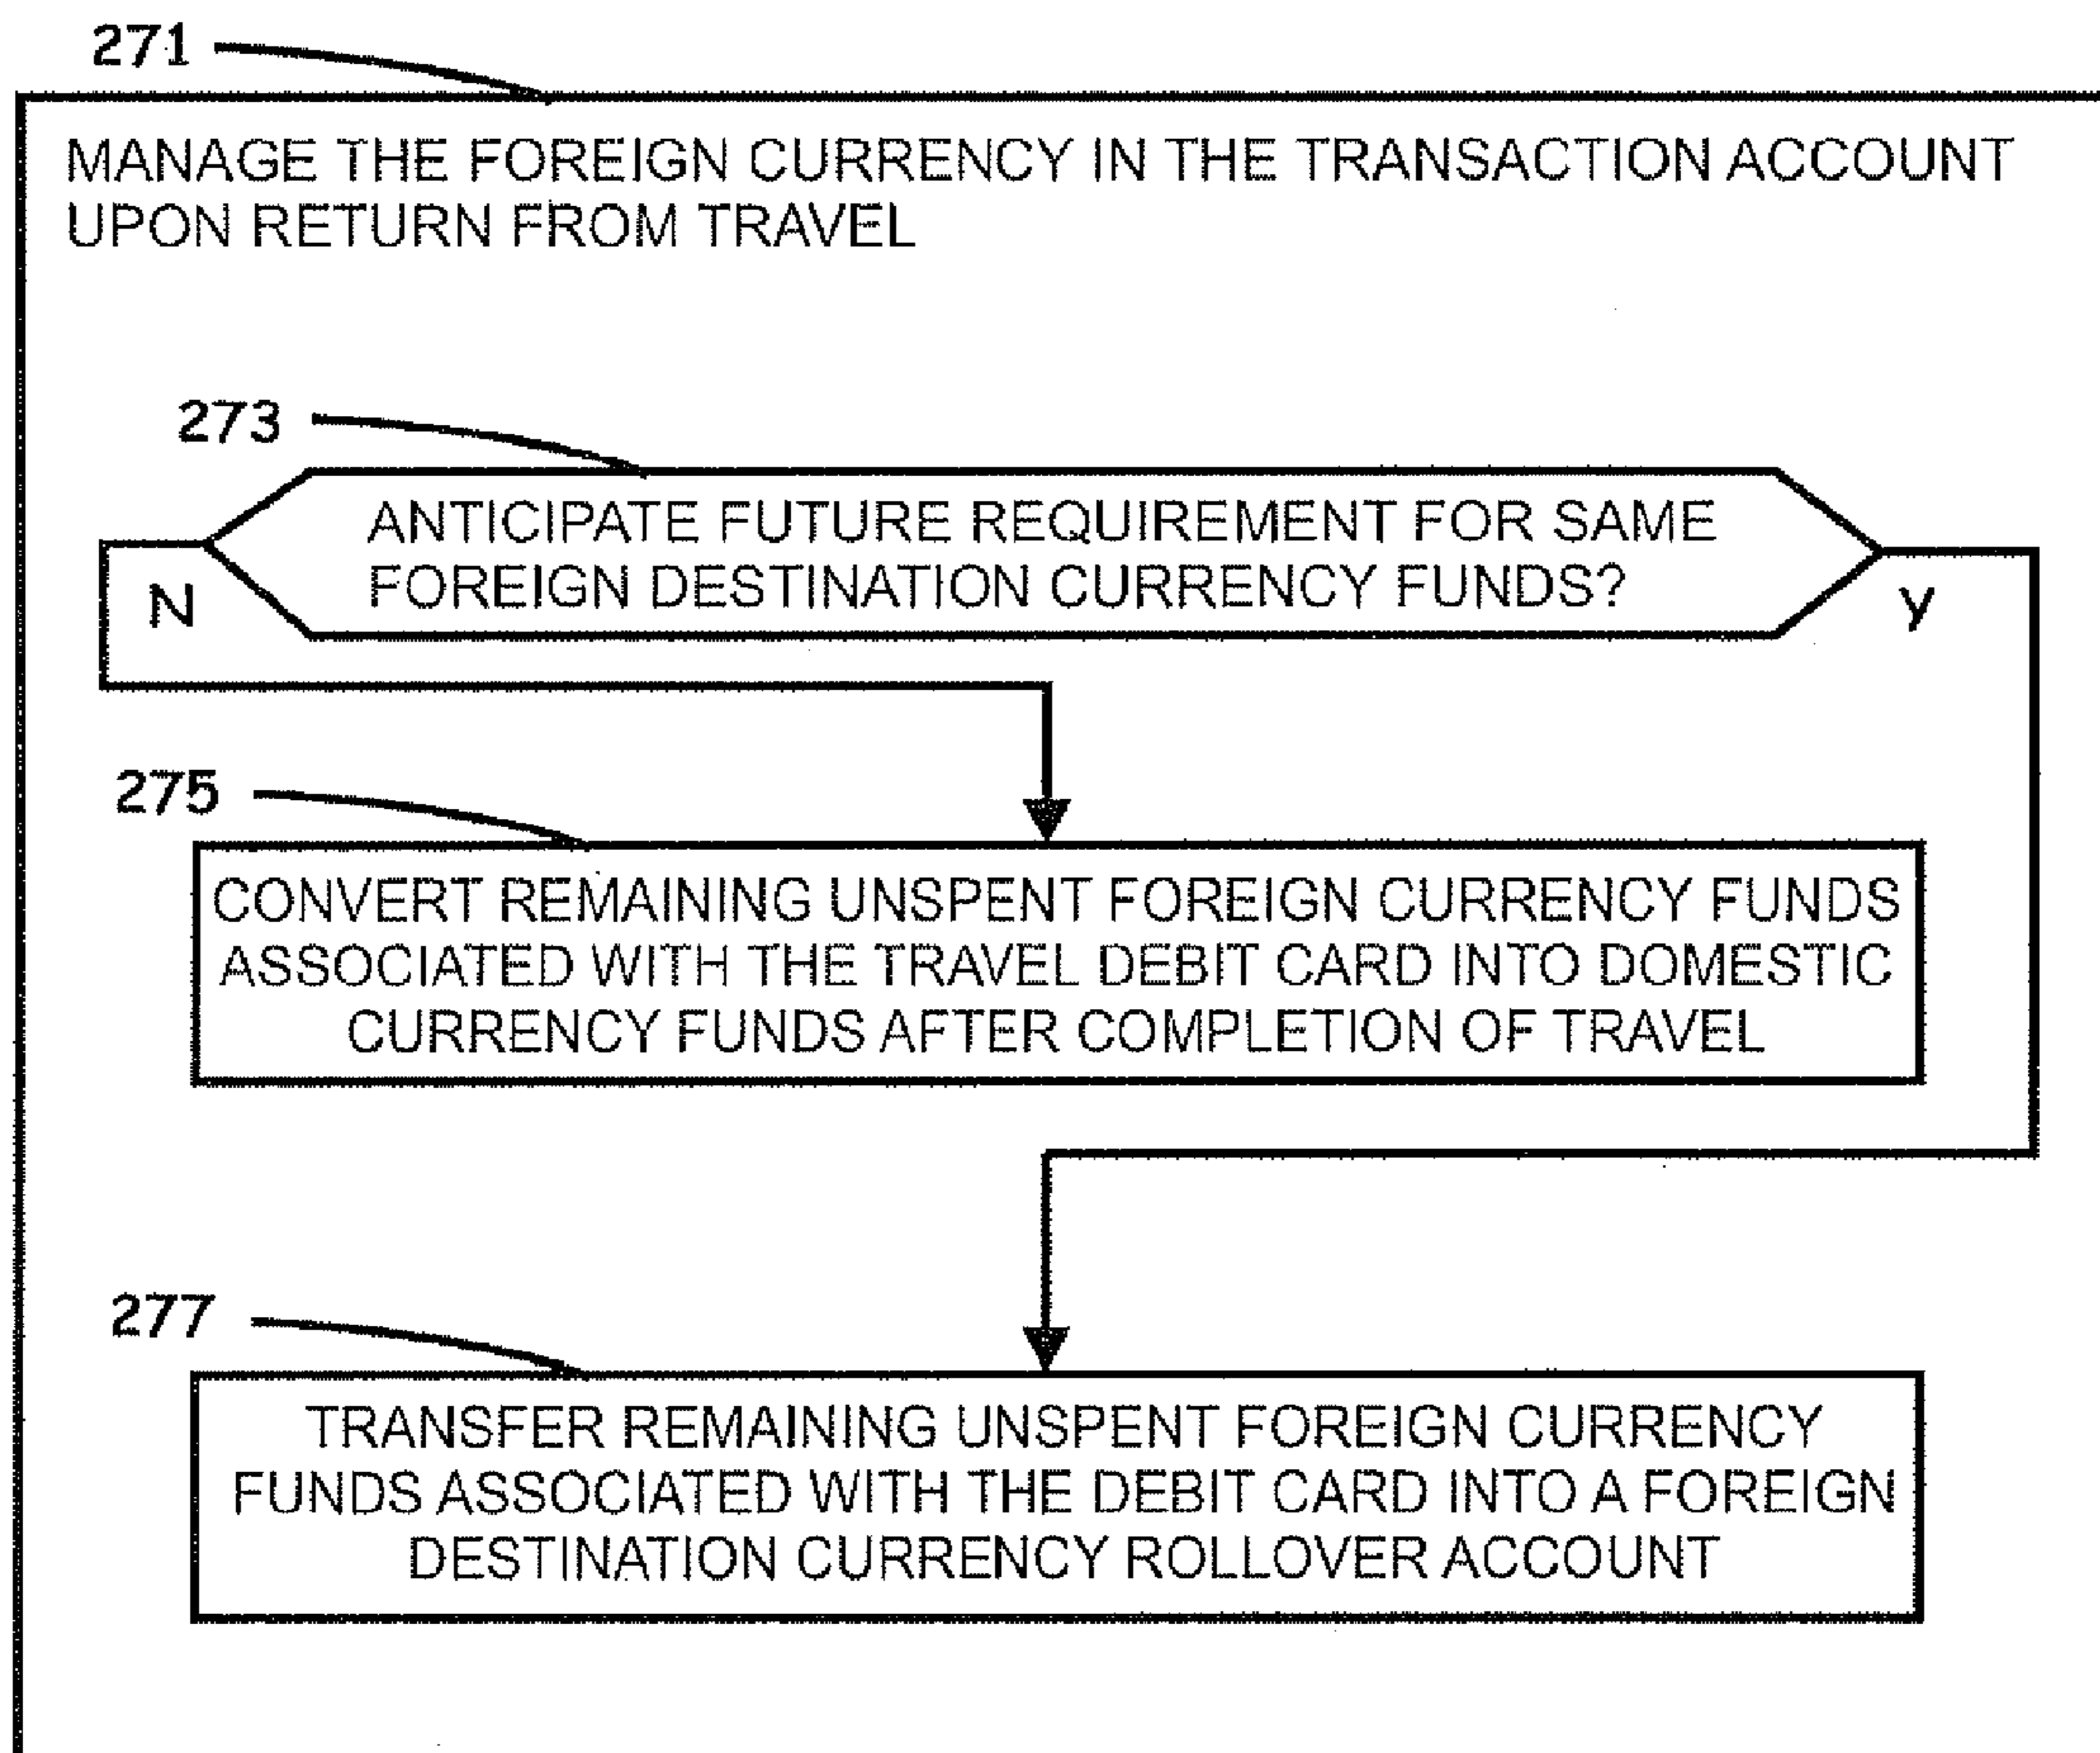 271
MANAGE THE FOREIGN CURRENCY IN THE TRANSACTION ACCOUNT
UPON RETURN FROM TRAVEL
273
ANTICIPATE FUTURE REQUIREMENT FOR SAME
FOREIGN DESTINATION CURRENCY FUNDS?
N
y
275
CONVERT REMAINING UNSPENT FOREIGN CURRENCY FUNDS
ASSOCIATED WITH THE TRAVEL DEBIT CARD INTO DOMESTIC
CURRENCY FUNDS AFTER COMPLETION OF TRAVEL
277
TRANSFER REMAINING UNSPENT FOREIGN CURRENCY
FUNDS ASSOCIATED WITH THE DEBIT CARD INTO A FOREIGN
DESTINATION CURRENCY ROLLOVER ACCOUNT